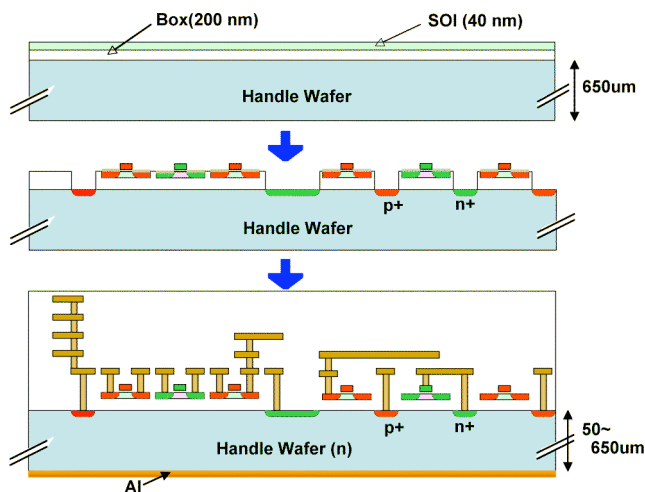 Box(200 nm)
SOI (40 nm)
Handle Wafer
650um
p+
n+
Handle Wafer
p+
n+
Handle Wafer (n)
50~
650um
Al